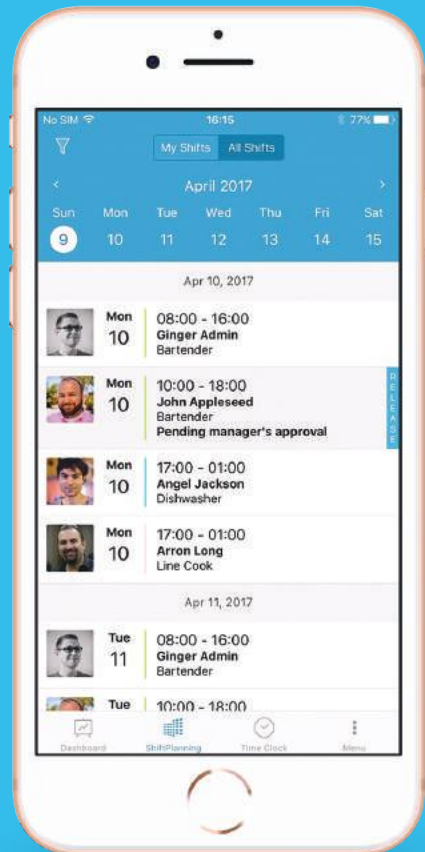 No SIM 16:15 77%
My Shifts All Shifts
April 2017
Sun Mon Tue Wed Thu Fri Sat
9 10 11 12 13 14 15
Apr 10, 2017
Mon 08:00 - 16:00
10 Ginger Admin
Bartender
Mon 10:00 - 18:00
10 John Appleseed
Bartender
Pending manager's approval
RELEASE
Mon 17:00 - 01:00
10 Angel Jackson
Dishwasher
Mon 17:00 - 01:00
10 Arron Long
Line Cook
Apr 11, 2017
Tue 08:00 - 16:00
11 Ginger Admin
Bartender
Tue 10:00 - 18:00
Dashboard ShiftPlanning Time Clock Menu